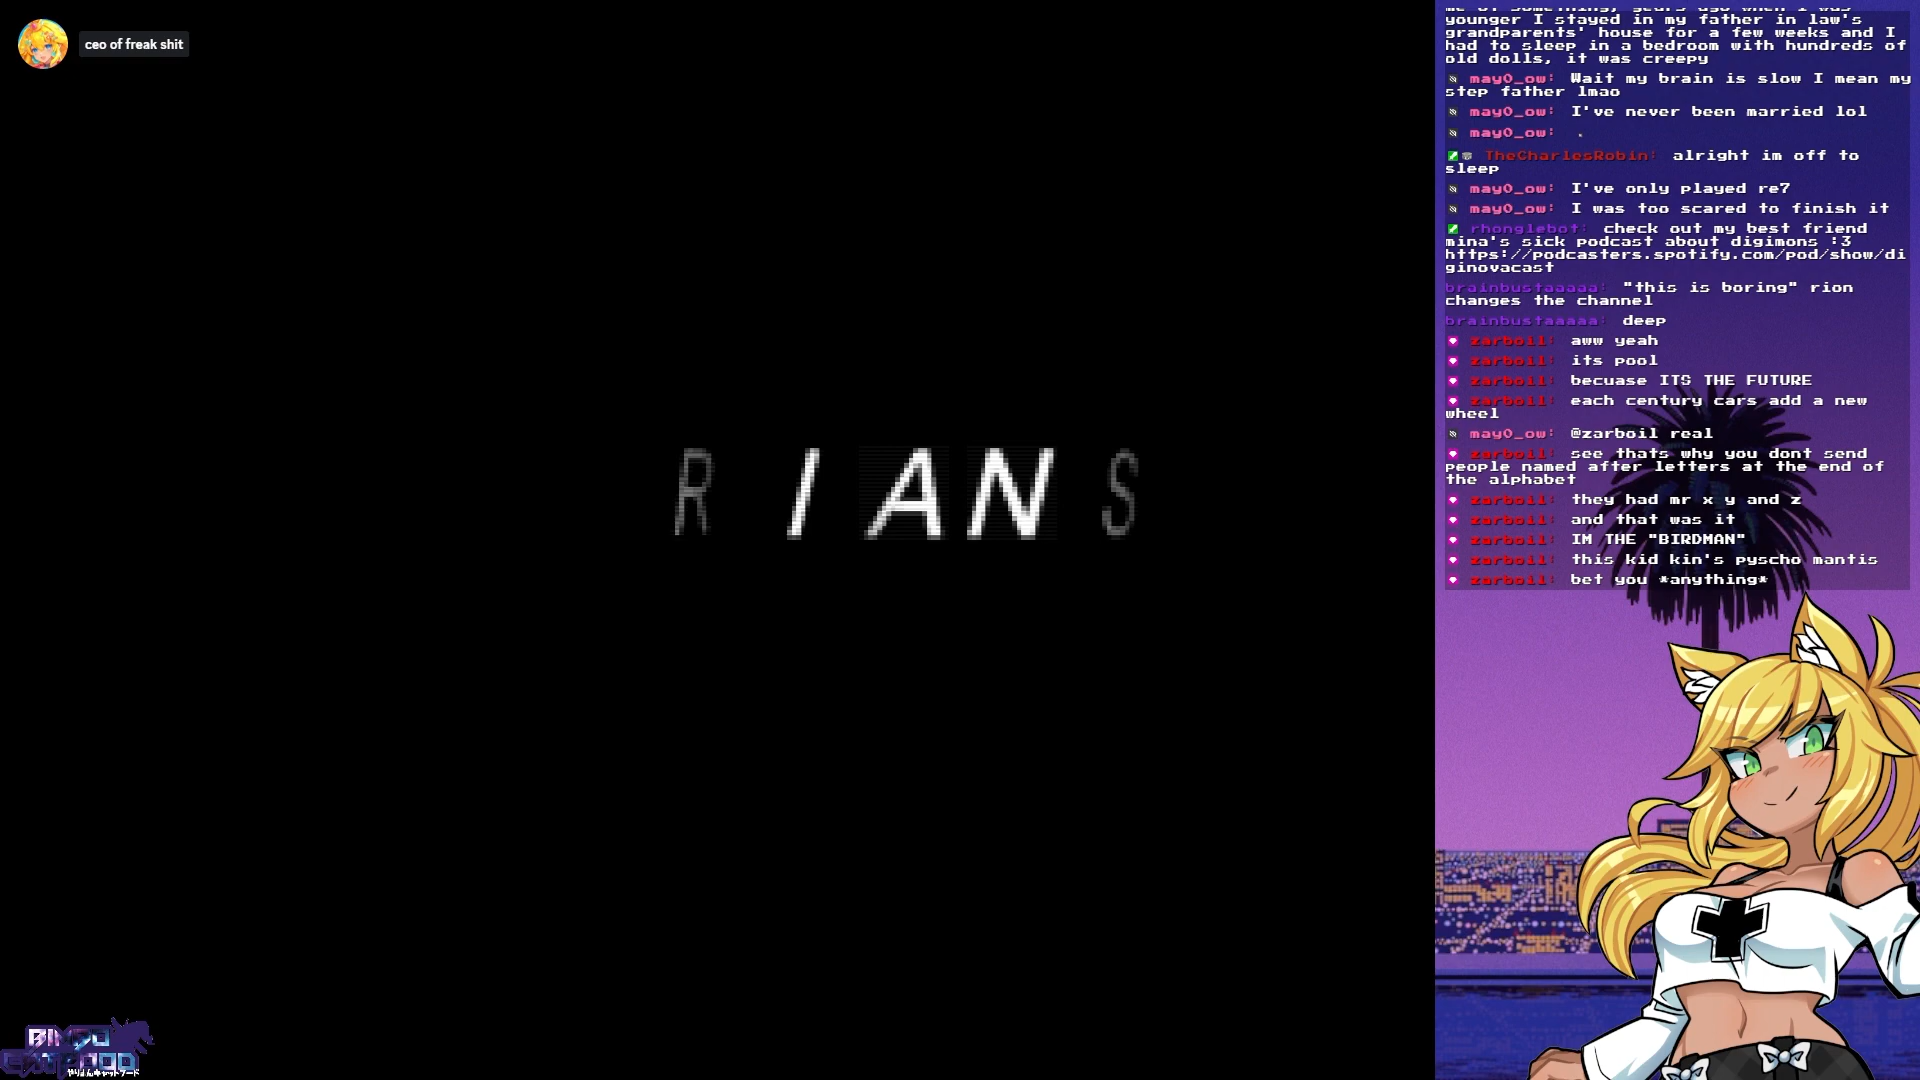 ceo of freak shit
R I A N S
younger I stayed in my father in law's
grandparents' house for a few weeks and I
had to sleep in a bedroom with hundreds of
old dolls, it was creepy
may0_ow: Wait my brain is slow I mean my
step father lmao
may0_ow: I've never been married lol
may0_ow: .
TheCharlesRobin: alright im off to
sleep
may0_ow: I've only played re7
may0_ow: I was too scared to finish it
rhonglebot: check out my best friend
mina's sick podcast about digimons :3
https://podcasters.spotify.com/pod/show/di
ginovacast
brainbustaaaaa: "this is boring" rion
changes the channel
brainbustaaaaa: deep
zarboil: aww yeah
zarboil: its pool
zarboil: becuase ITS THE FUTURE
zarboil: each century cars add a new
wheel
may0_ow: @zarboil real
zarboil: see thats why you dont send
people named after letters at the end of
the alphabet
zarboil: they had mr x y and z
zarboil: and that was it
zarboil: IM THE "BIRDMAN"
zarboil: this kid kin's pyscho mantis
zarboil: bet you *anything*